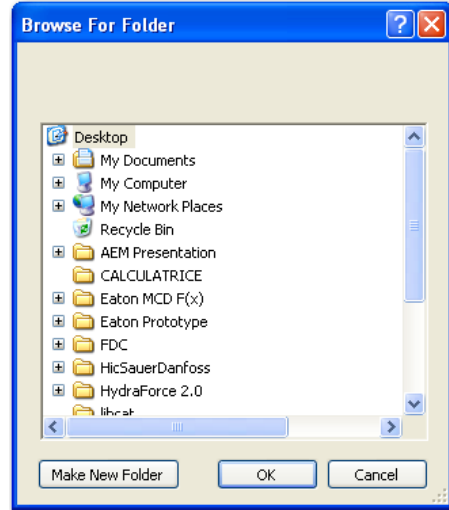 Browse For Folder
Desktop
My Documents
My Computer
My Network Places
Recycle Bin
AEM Presentation
CALCULATRICE
Eaton MCD F(x)
Eaton Prototype
FDC
HicSauerDanfoss
HydraForce 2.0
libcat
Make New Folder
OK
Cancel